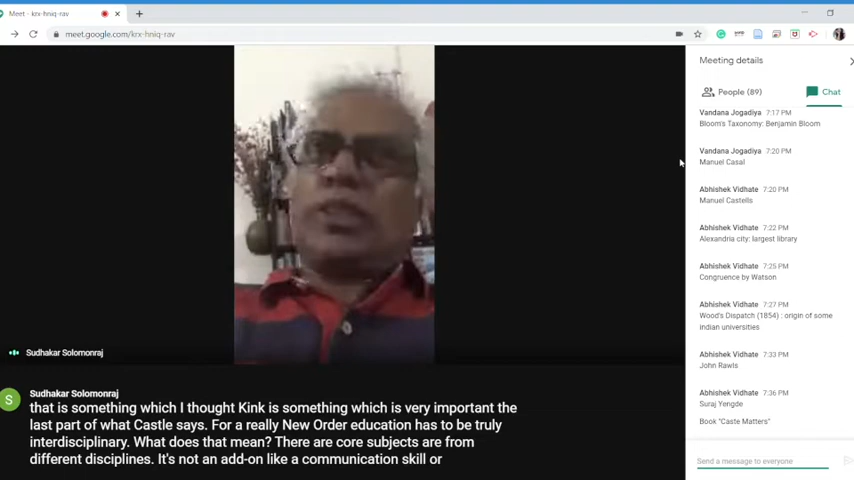 Meet - krx-hniq-rav
meet.google.com/krx-hniq-rav
Meeting details
People (89)
Chat
Vandana Jogadiya 7:17 PM
Bloom's Taxonomy: Benjamin Bloom
Vandana Jogadiya 7:20 PM
Manuel Casal
Abhishek Vidhate 7:20 PM
Manuel Castells
Abhishek Vidhate 7:22 PM
Alexandria city: largest library
Abhishek Vidhate 7:25 PM
Congruence by Watson
Abhishek Vidhate 7:27 PM
Wood's Dispatch (1854) : origin of some
indian universities
Abhishek Vidhate 7:33 PM
John Rawls
Suraj Yengde 7:36 PM
Book "Caste Matters"
Send a message to everyone
Sudhakar Solomonraj
S
Sudhakar Solomonraj
that is something which I thought Kink is something which is very important the
last part of what Castle says. For a really New Order education has to be truly
interdisciplinary. What does that mean? There are core subjects are from
different disciplines. It's not an add-on like a communication skill or